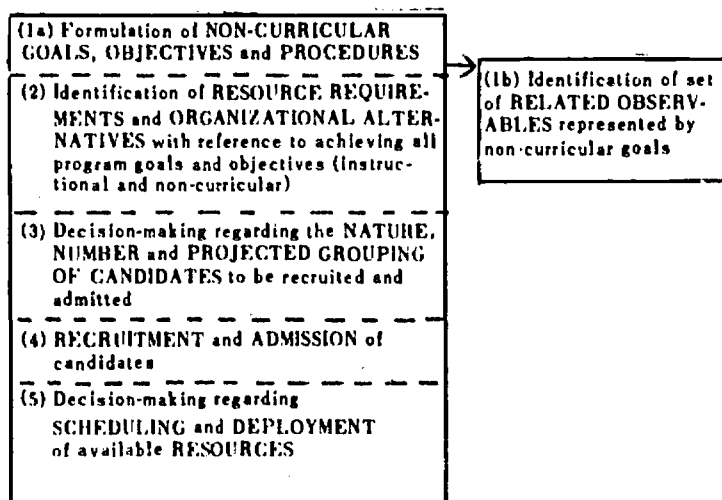 (1a) Formulation of NON-CURRICULAR
GOALS, OBJECTIVES and PROCEDURES
(2) Identification of RESOURCE REQUIRE-
MENTS and ORGANIZATIONAL ALTER-
NATIVES with reference to achieving all
program goals and objectives (instruc-
tional and non-curricular)
(3) Decision-making regarding the NATURE,
NUMBER and PROJECTED GROUPING
OF CANDIDATES to be recruited and
admitted
(4) RECRUITMENT and ADMISSION of
candidates
(5) Decision-making regarding
SCHEDULING and DEPLOYMENT
of available RESOURCES
(1b) Identification of set
of RELATED OBSERV-
ABLES represented by
non-curricular goals